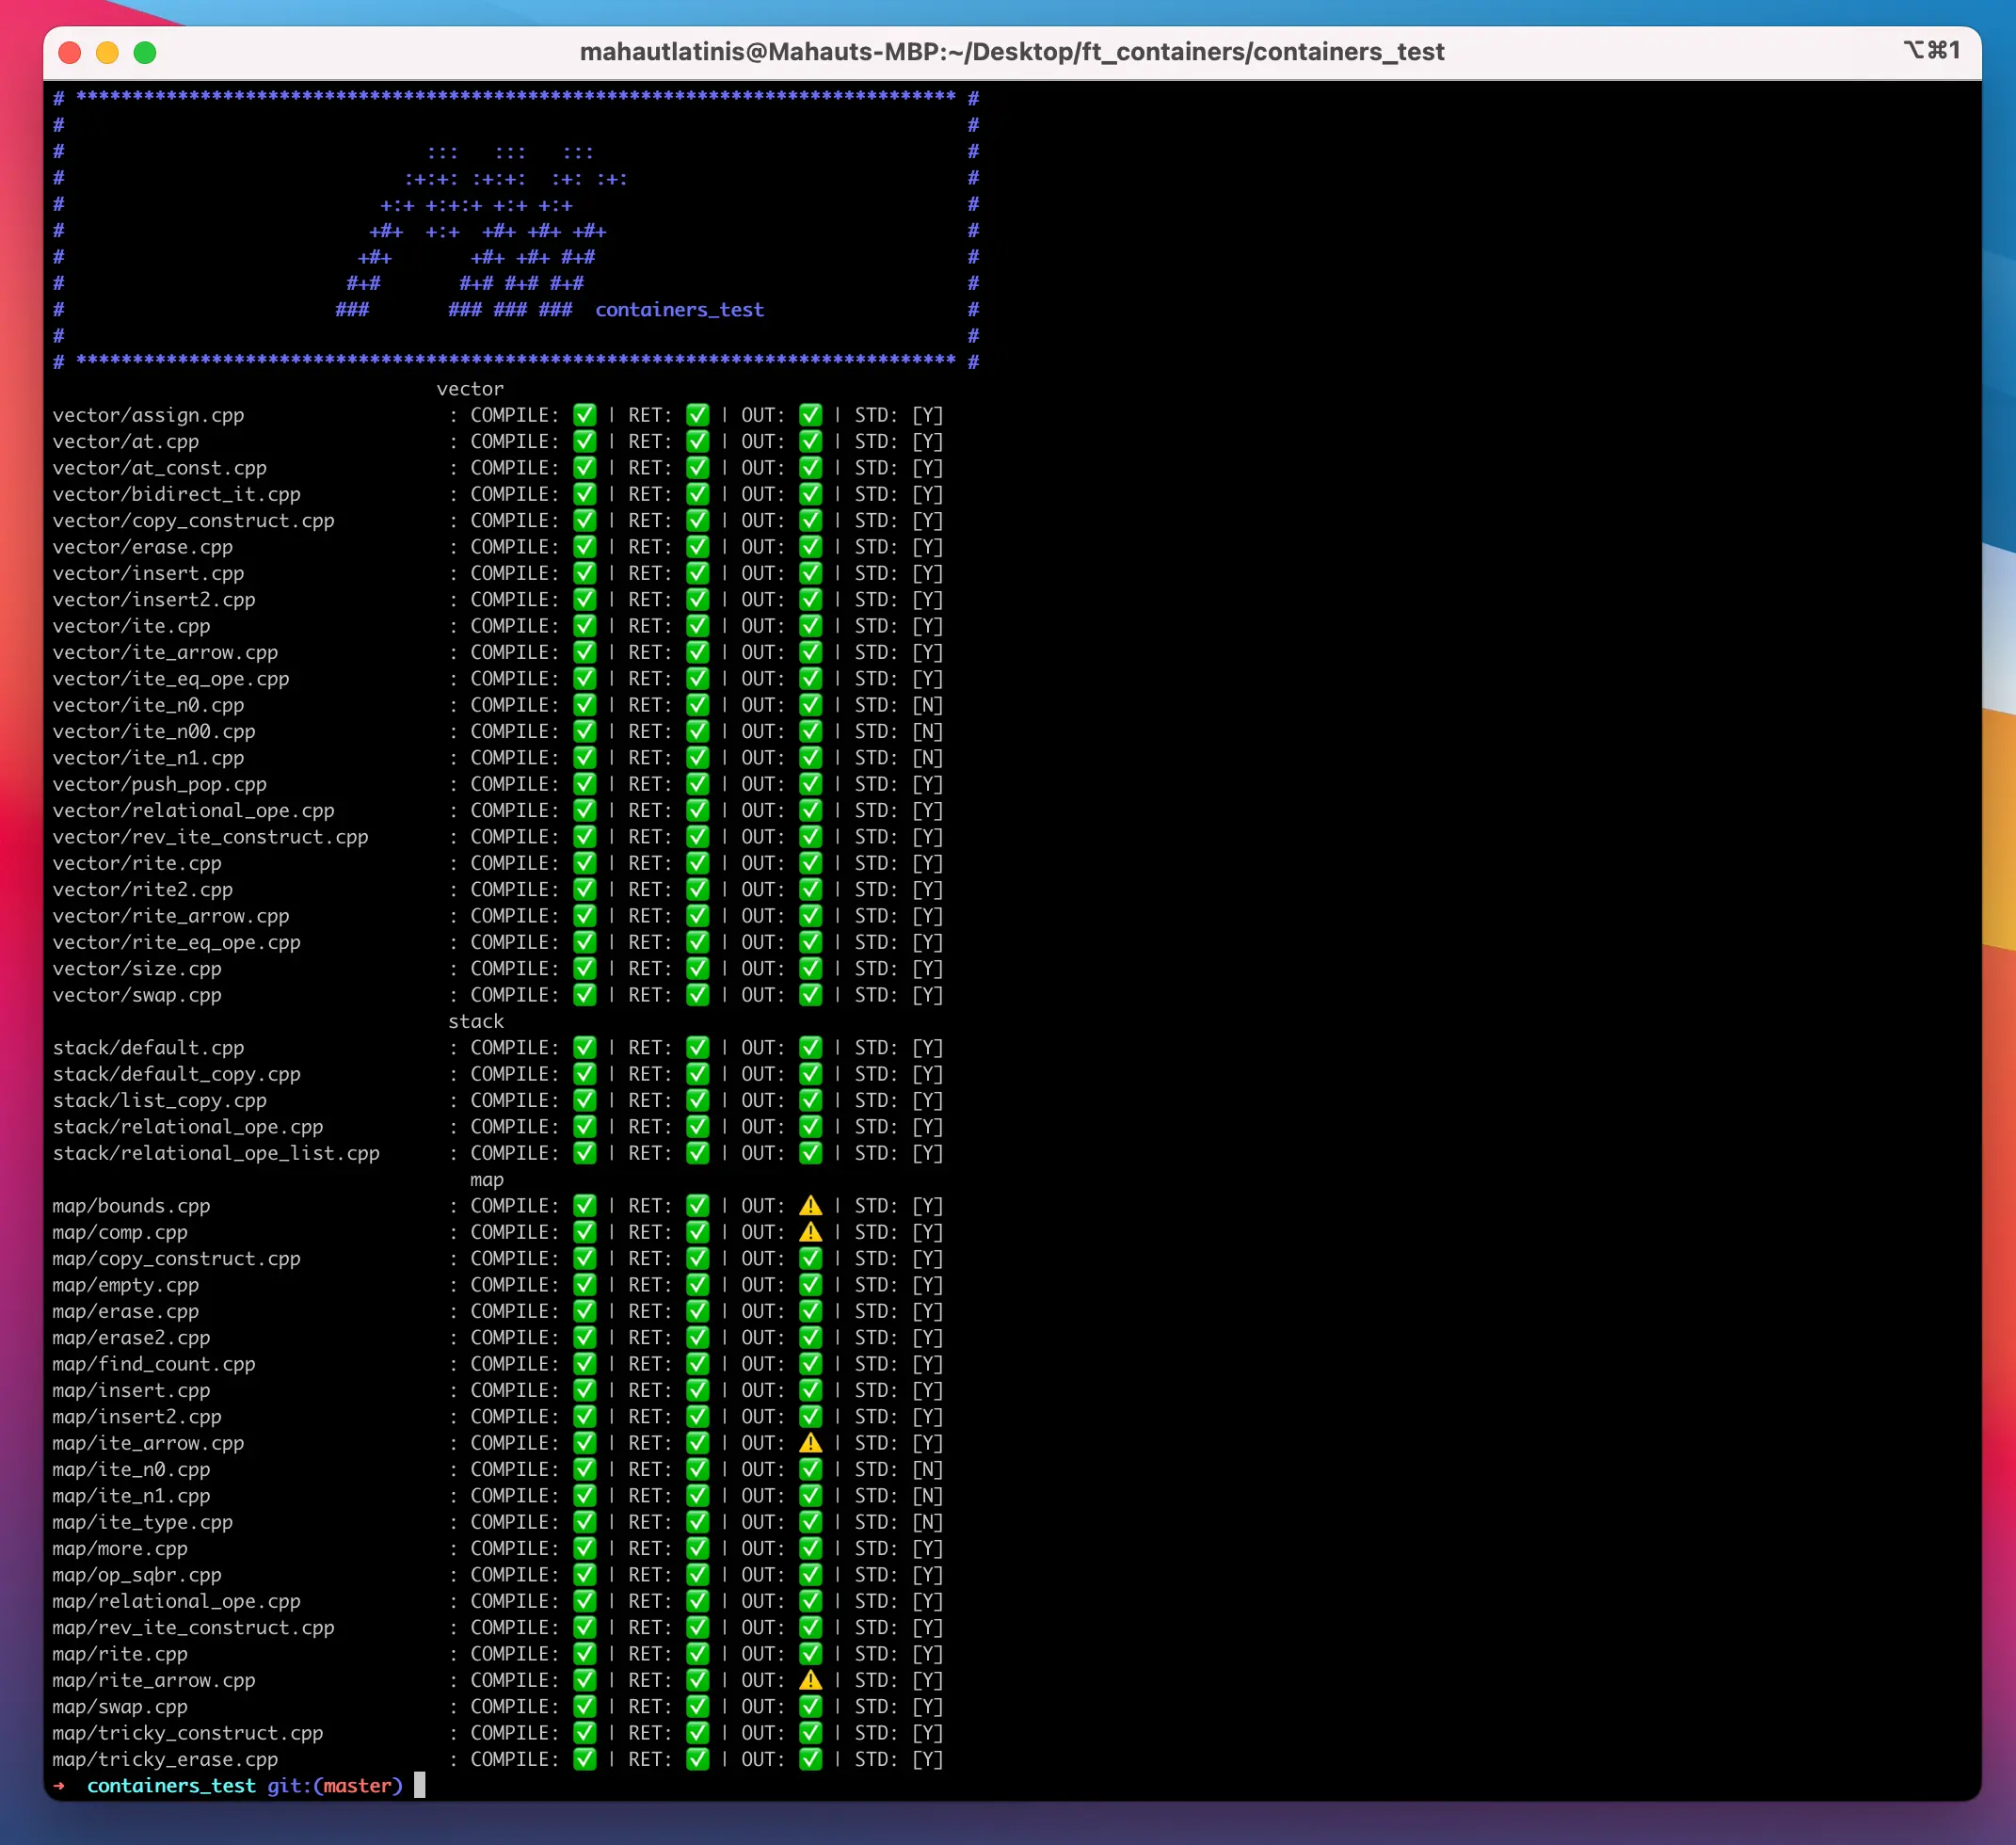 mahautlatinis@Mahauts-MBP:~/Desktop/ft_containers/containers_test
⌥⌘1
# ****************************************************************************** #
# #
# ::: ::: ::: #
# :+:+: :+:+: :+: :+: #
# +:+ +:+:+ +:+ +:+ #
# +#+ +:+ +#+ +#+ +#+ #
# +#+ +#+ +#+ #+# #
# #+# #+# #+# #+# #
# ### ### ### ### containers_test #
# #
# ****************************************************************************** #
vector
vector/assign.cpp : COMPILE: ✅ | RET: ✅ | OUT: ✅ | STD: [Y]
vector/at.cpp : COMPILE: ✅ | RET: ✅ | OUT: ✅ | STD: [Y]
vector/at_const.cpp : COMPILE: ✅ | RET: ✅ | OUT: ✅ | STD: [Y]
vector/bidirect_it.cpp : COMPILE: ✅ | RET: ✅ | OUT: ✅ | STD: [Y]
vector/copy_construct.cpp : COMPILE: ✅ | RET: ✅ | OUT: ✅ | STD: [Y]
vector/erase.cpp : COMPILE: ✅ | RET: ✅ | OUT: ✅ | STD: [Y]
vector/insert.cpp : COMPILE: ✅ | RET: ✅ | OUT: ✅ | STD: [Y]
vector/insert2.cpp : COMPILE: ✅ | RET: ✅ | OUT: ✅ | STD: [Y]
vector/ite.cpp : COMPILE: ✅ | RET: ✅ | OUT: ✅ | STD: [Y]
vector/ite_arrow.cpp : COMPILE: ✅ | RET: ✅ | OUT: ✅ | STD: [Y]
vector/ite_eq_ope.cpp : COMPILE: ✅ | RET: ✅ | OUT: ✅ | STD: [Y]
vector/ite_n0.cpp : COMPILE: ✅ | RET: ✅ | OUT: ✅ | STD: [N]
vector/ite_n00.cpp : COMPILE: ✅ | RET: ✅ | OUT: ✅ | STD: [N]
vector/ite_n1.cpp : COMPILE: ✅ | RET: ✅ | OUT: ✅ | STD: [N]
vector/push_pop.cpp : COMPILE: ✅ | RET: ✅ | OUT: ✅ | STD: [Y]
vector/relational_ope.cpp : COMPILE: ✅ | RET: ✅ | OUT: ✅ | STD: [Y]
vector/rev_ite_construct.cpp : COMPILE: ✅ | RET: ✅ | OUT: ✅ | STD: [Y]
vector/rite.cpp : COMPILE: ✅ | RET: ✅ | OUT: ✅ | STD: [Y]
vector/rite2.cpp : COMPILE: ✅ | RET: ✅ | OUT: ✅ | STD: [Y]
vector/rite_arrow.cpp : COMPILE: ✅ | RET: ✅ | OUT: ✅ | STD: [Y]
vector/rite_eq_ope.cpp : COMPILE: ✅ | RET: ✅ | OUT: ✅ | STD: [Y]
vector/size.cpp : COMPILE: ✅ | RET: ✅ | OUT: ✅ | STD: [Y]
vector/swap.cpp : COMPILE: ✅ | RET: ✅ | OUT: ✅ | STD: [Y]
stack
stack/default.cpp : COMPILE: ✅ | RET: ✅ | OUT: ✅ | STD: [Y]
stack/default_copy.cpp : COMPILE: ✅ | RET: ✅ | OUT: ✅ | STD: [Y]
stack/list_copy.cpp : COMPILE: ✅ | RET: ✅ | OUT: ✅ | STD: [Y]
stack/relational_ope.cpp : COMPILE: ✅ | RET: ✅ | OUT: ✅ | STD: [Y]
stack/relational_ope_list.cpp : COMPILE: ✅ | RET: ✅ | OUT: ✅ | STD: [Y]
map
map/bounds.cpp : COMPILE: ✅ | RET: ✅ | OUT: ⚠️ | STD: [Y]
map/comp.cpp : COMPILE: ✅ | RET: ✅ | OUT: ⚠️ | STD: [Y]
map/copy_construct.cpp : COMPILE: ✅ | RET: ✅ | OUT: ✅ | STD: [Y]
map/empty.cpp : COMPILE: ✅ | RET: ✅ | OUT: ✅ | STD: [Y]
map/erase.cpp : COMPILE: ✅ | RET: ✅ | OUT: ✅ | STD: [Y]
map/erase2.cpp : COMPILE: ✅ | RET: ✅ | OUT: ✅ | STD: [Y]
map/find_count.cpp : COMPILE: ✅ | RET: ✅ | OUT: ✅ | STD: [Y]
map/insert.cpp : COMPILE: ✅ | RET: ✅ | OUT: ✅ | STD: [Y]
map/insert2.cpp : COMPILE: ✅ | RET: ✅ | OUT: ✅ | STD: [Y]
map/ite_arrow.cpp : COMPILE: ✅ | RET: ✅ | OUT: ⚠️ | STD: [Y]
map/ite_n0.cpp : COMPILE: ✅ | RET: ✅ | OUT: ✅ | STD: [N]
map/ite_n1.cpp : COMPILE: ✅ | RET: ✅ | OUT: ✅ | STD: [N]
map/ite_type.cpp : COMPILE: ✅ | RET: ✅ | OUT: ✅ | STD: [N]
map/more.cpp : COMPILE: ✅ | RET: ✅ | OUT: ✅ | STD: [Y]
map/op_sqbr.cpp : COMPILE: ✅ | RET: ✅ | OUT: ✅ | STD: [Y]
map/relational_ope.cpp : COMPILE: ✅ | RET: ✅ | OUT: ✅ | STD: [Y]
map/rev_ite_construct.cpp : COMPILE: ✅ | RET: ✅ | OUT: ✅ | STD: [Y]
map/rite.cpp : COMPILE: ✅ | RET: ✅ | OUT: ✅ | STD: [Y]
map/rite_arrow.cpp : COMPILE: ✅ | RET: ✅ | OUT: ⚠️ | STD: [Y]
map/swap.cpp : COMPILE: ✅ | RET: ✅ | OUT: ✅ | STD: [Y]
map/tricky_construct.cpp : COMPILE: ✅ | RET: ✅ | OUT: ✅ | STD: [Y]
map/tricky_erase.cpp : COMPILE: ✅ | RET: ✅ | OUT: ✅ | STD: [Y]
➜ containers_test git:(master)